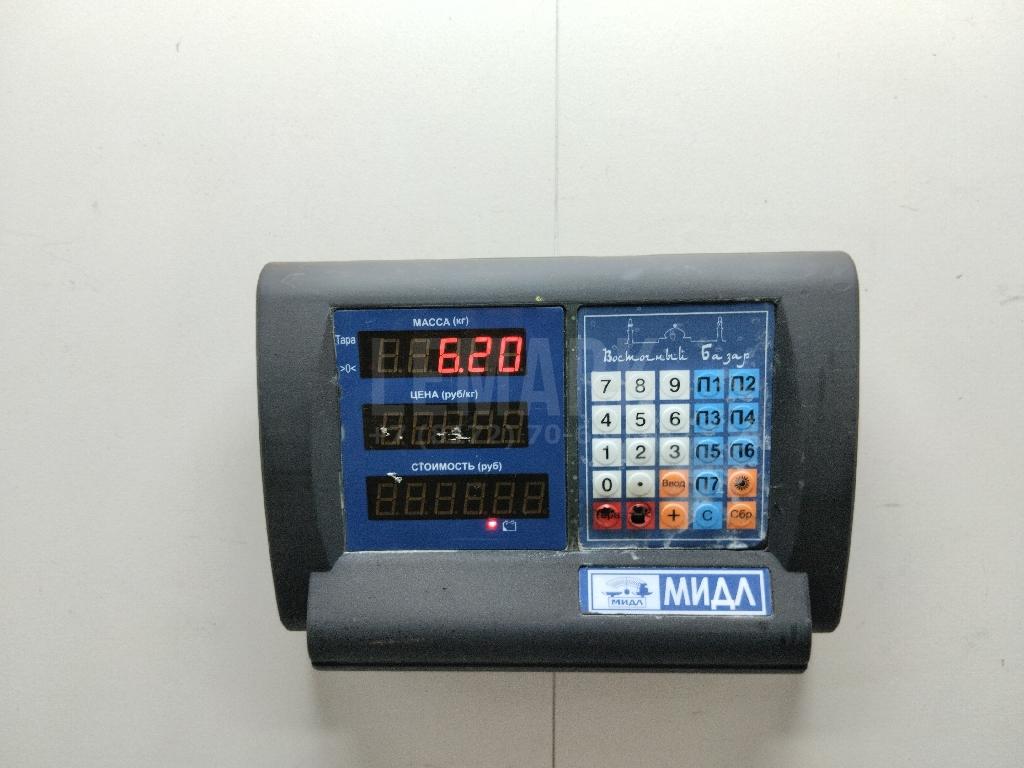 МАССА (кг)
Тара
6.20
>0<
ЦЕНА (руб/кг)
СТОИМОСТЬ (руб)
Восточный Базар
7 8 9 П1 П2
4 5 6 П3 П4
1 2 3 П5 П6
0 . Ввод П7
Тара + С Сбр
МИДЛ
МИДЛ